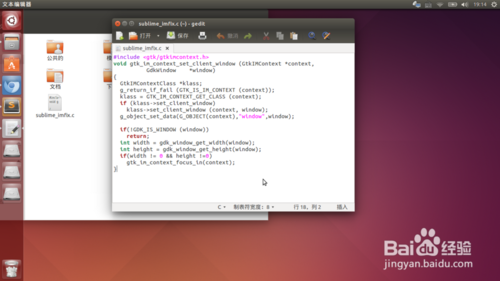 文本编辑器
19:14
sublime_imfix.c (~) - gedit
打开
保存
撤消
sublime_imfix.c ×
#include <gtk/gtkimcontext.h>
void gtk_im_context_set_client_window (GtkIMContext *context,
GdkWindow *window)
{
GtkIMContextClass *klass;
g_return_if_fail (GTK_IS_IM_CONTEXT (context));
klass = GTK_IM_CONTEXT_GET_CLASS (context);
if (klass->set_client_window)
klass->set_client_window (context, window);
g_object_set_data(G_OBJECT(context),"window",window);
if(!GDK_IS_WINDOW (window))
return;
int width = gdk_window_get_width(window);
int height = gdk_window_get_height(window);
if(width != 0 && height !=0)
gtk_im_context_focus_in(context);
}
C 制表符宽度: 8 行 18, 列 2 插入
公共的
文档
下
sublime_imfix.c
Baidu 经验
jingyan.baidu.com